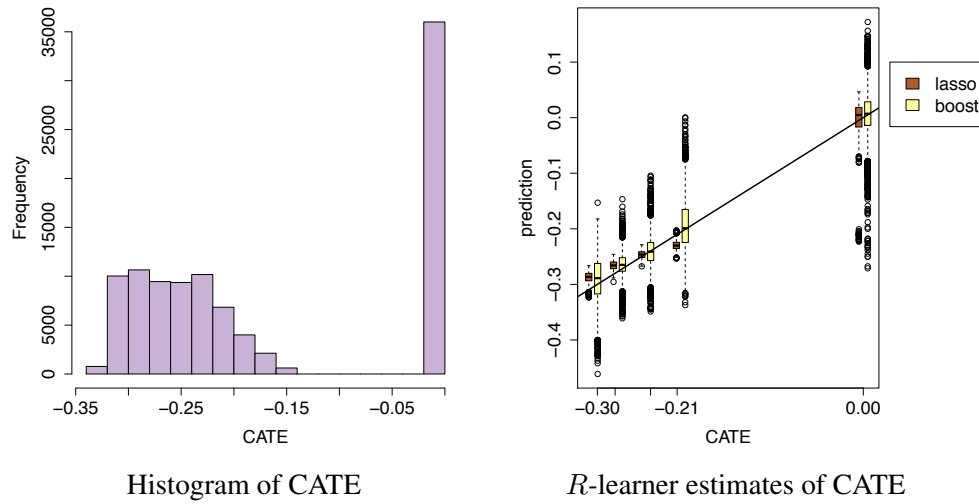 Frequency
35000
25000
15000
5000
0
−0.35
−0.25
−0.15
−0.05
CATE
Histogram of CATE
prediction
0.1
0.0
−0.1
−0.2
−0.3
−0.4
−0.30
−0.21
0.00
CATE
lasso
boost
R-learner estimates of CATE